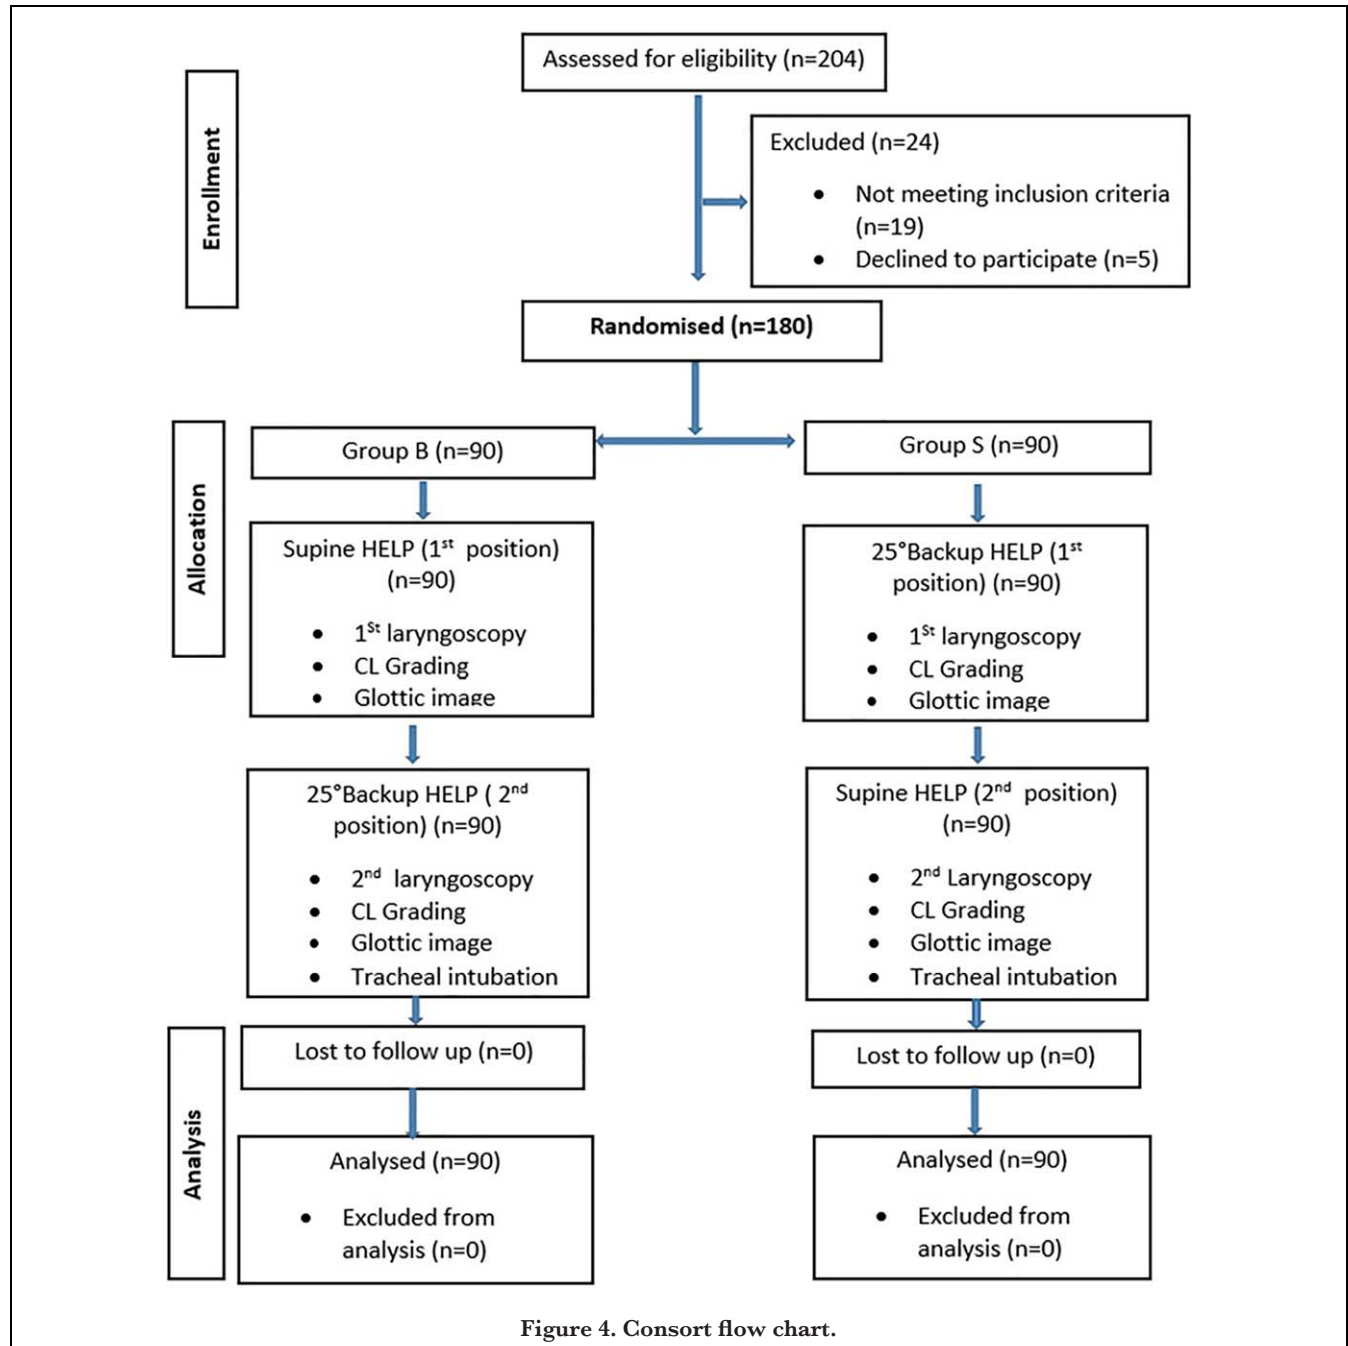 Assessed for eligibility (n=204)
Enrollment
Excluded (n=24)
• Not meeting inclusion criteria
(n=19)
• Declined to participate (n=5)
Randomised (n=180)
Allocation
Group B (n=90)
Group S (n=90)
Supine HELP (1st position)
(n=90)
• 1St laryngoscopy
• CL Grading
• Glottic image
25°Backup HELP (1st
position) (n=90)
• 1St laryngoscopy
• CL Grading
• Glottic image
25°Backup HELP ( 2nd
position) (n=90)
• 2nd laryngoscopy
• CL Grading
• Glottic image
• Tracheal intubation
Supine HELP (2nd position)
(n=90)
• 2nd Laryngoscopy
• CL Grading
• Glottic image
• Tracheal intubation
Analysis
Lost to follow up (n=0)
Lost to follow up (n=0)
Analysed (n=90)
• Excluded from
analysis (n=0)
Analysed (n=90)
• Excluded from
analysis (n=0)
Figure 4. Consort flow chart.